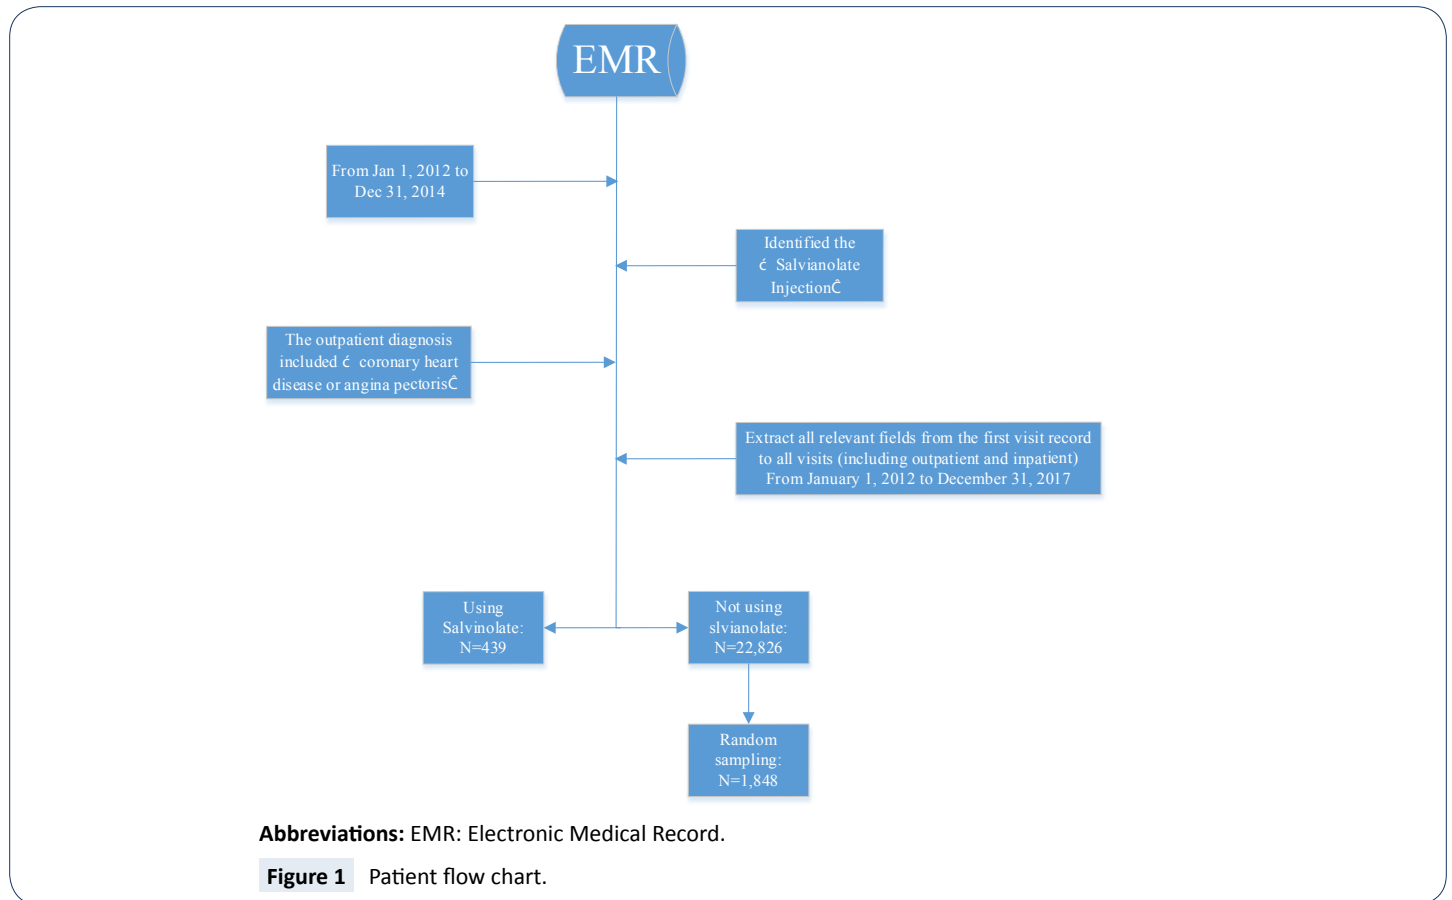 EMR
From Jan 1, 2012 to
Dec 31, 2014
Identified the
έ Salvianolate
InjectionĈ
The outpatient diagnosis
included έ coronary heart
disease or angina pectorisĈ
Extract all relevant fields from the first visit record
to all visits (including outpatient and inpatient)
From January 1, 2012 to December 31, 2017
Using
Salvinolate:
N=439
Not using
slvianolate:
N=22,826
Random
sampling:
N=1,848
Abbreviations: EMR: Electronic Medical Record.
Figure 1 Patient flow chart.